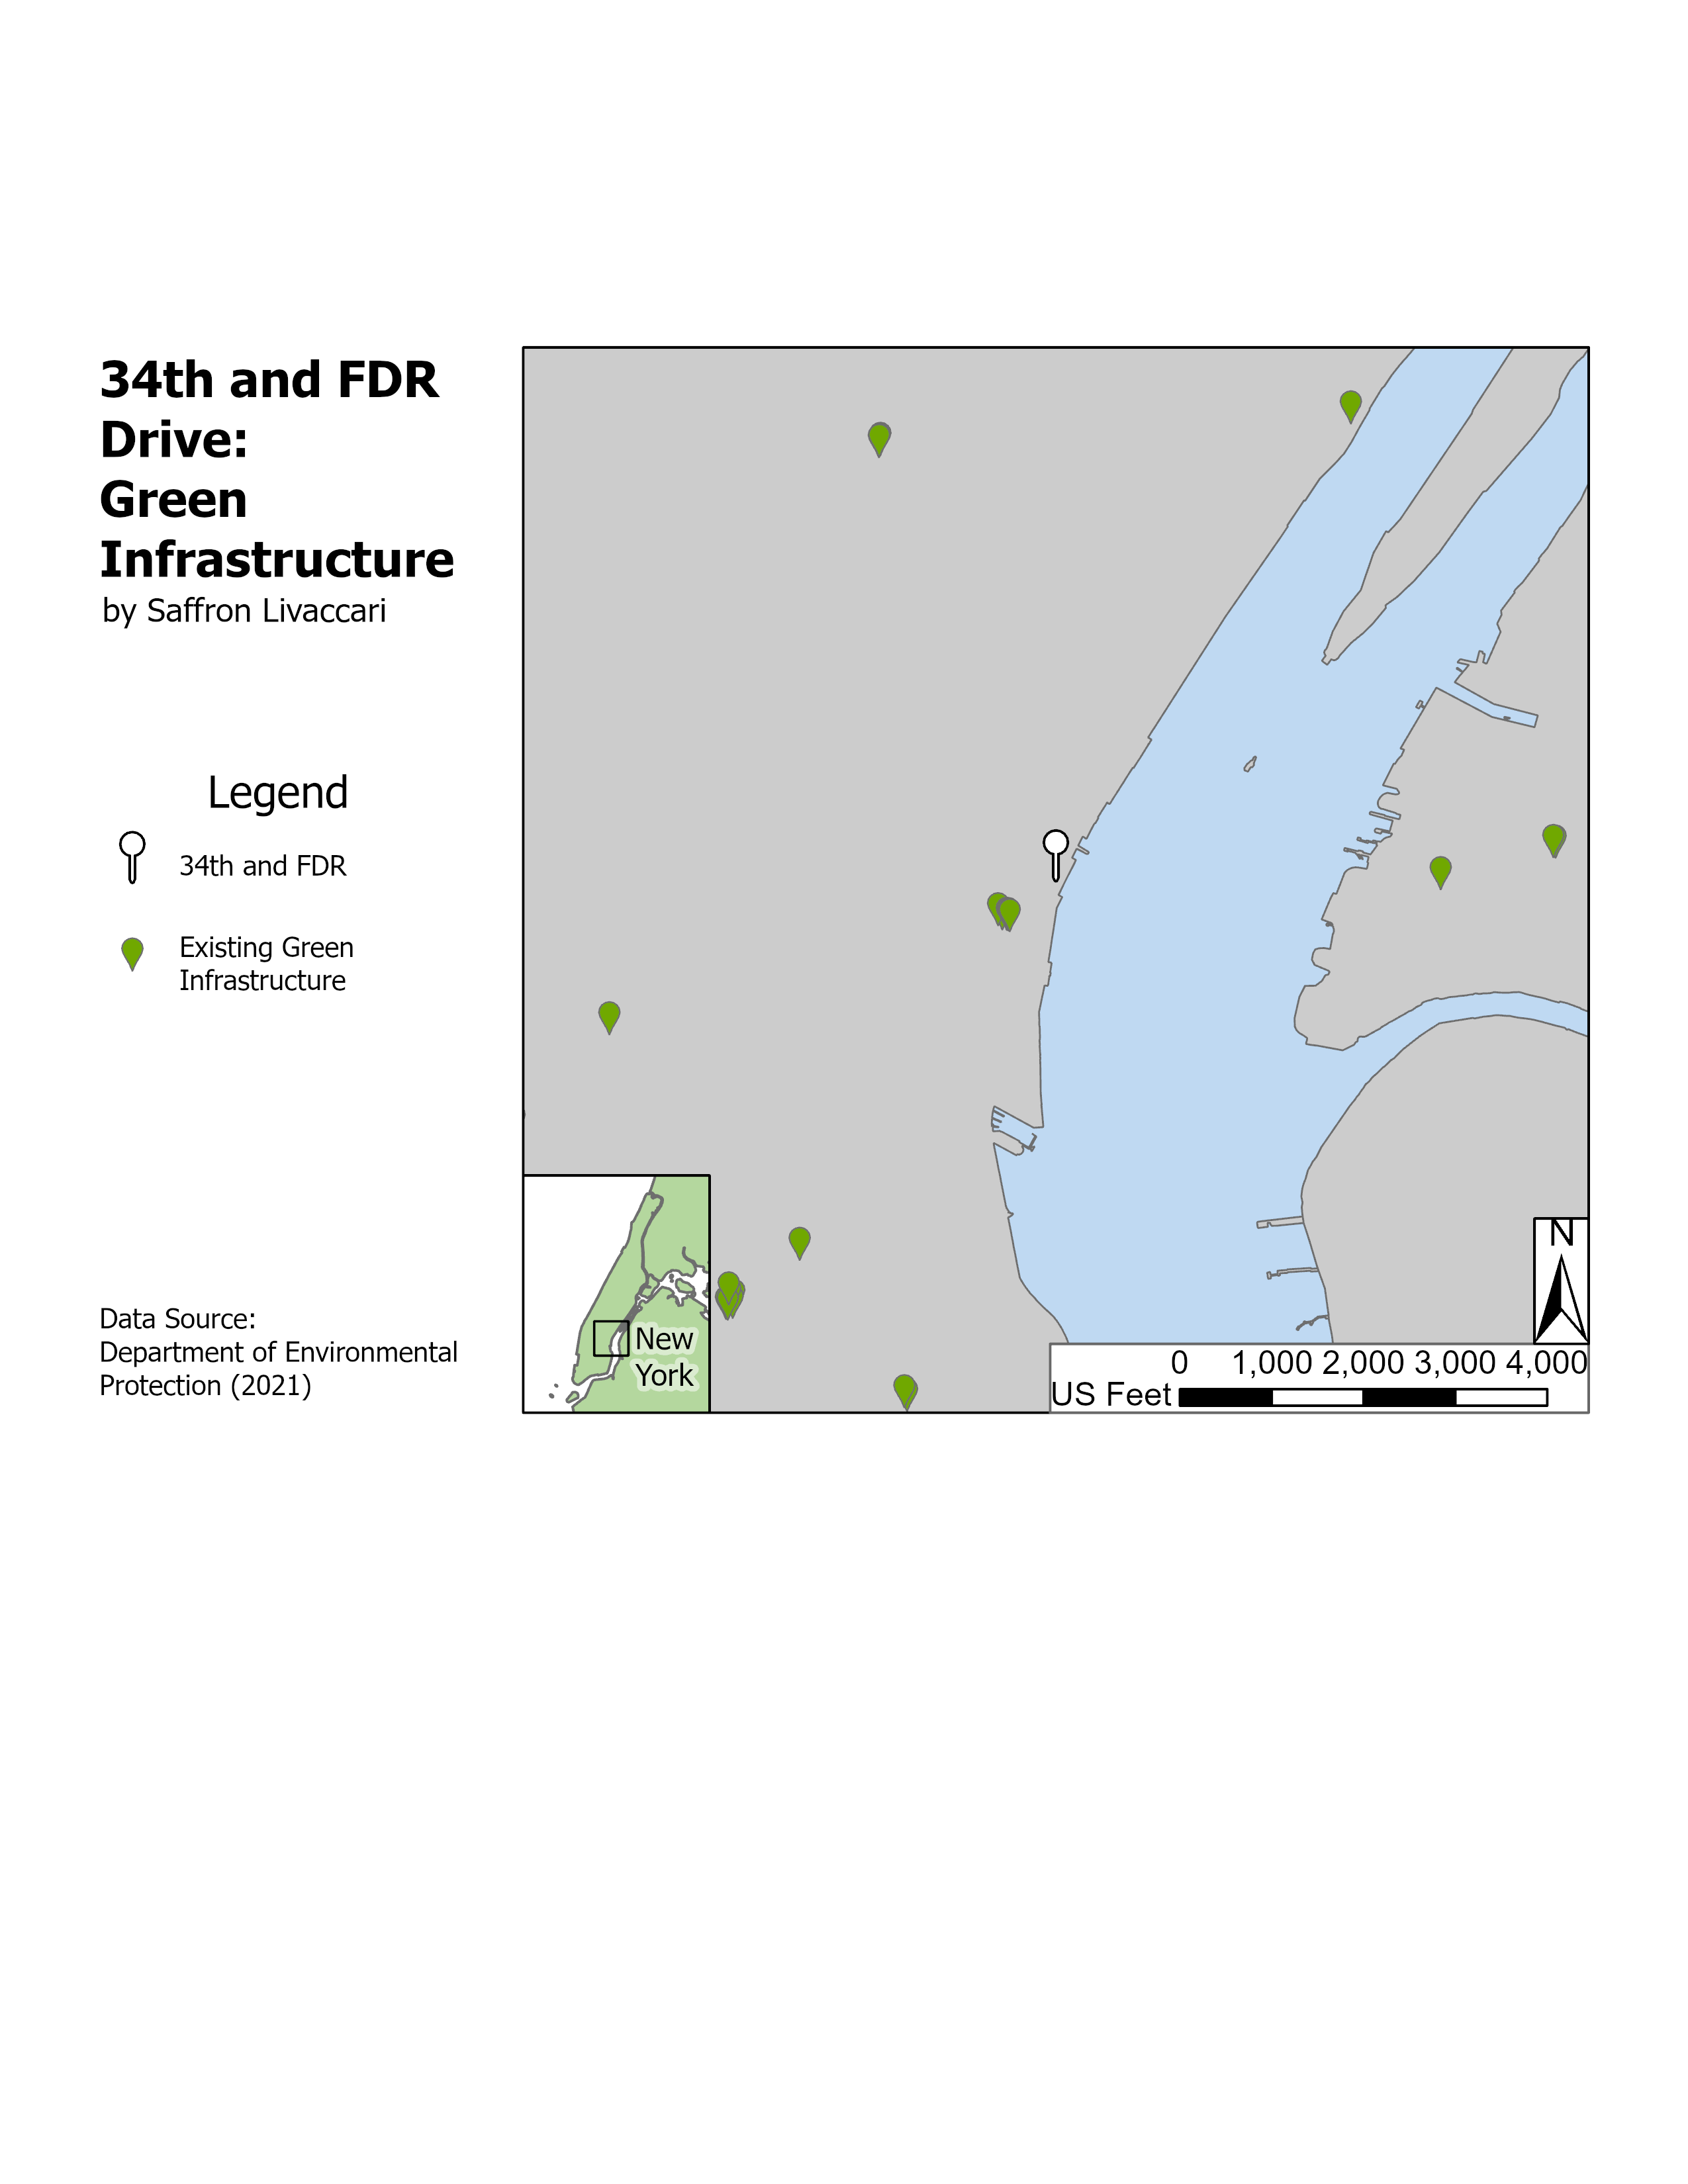 34th and FDR
Drive:
Green
Infrastructure
by Saffron Livaccari
Legend
34th and FDR
Existing Green
Infrastructure
Data Source:
Department of Environmental
Protection (2021)
New
York
N
0 1,000 2,000 3,000 4,000
US Feet